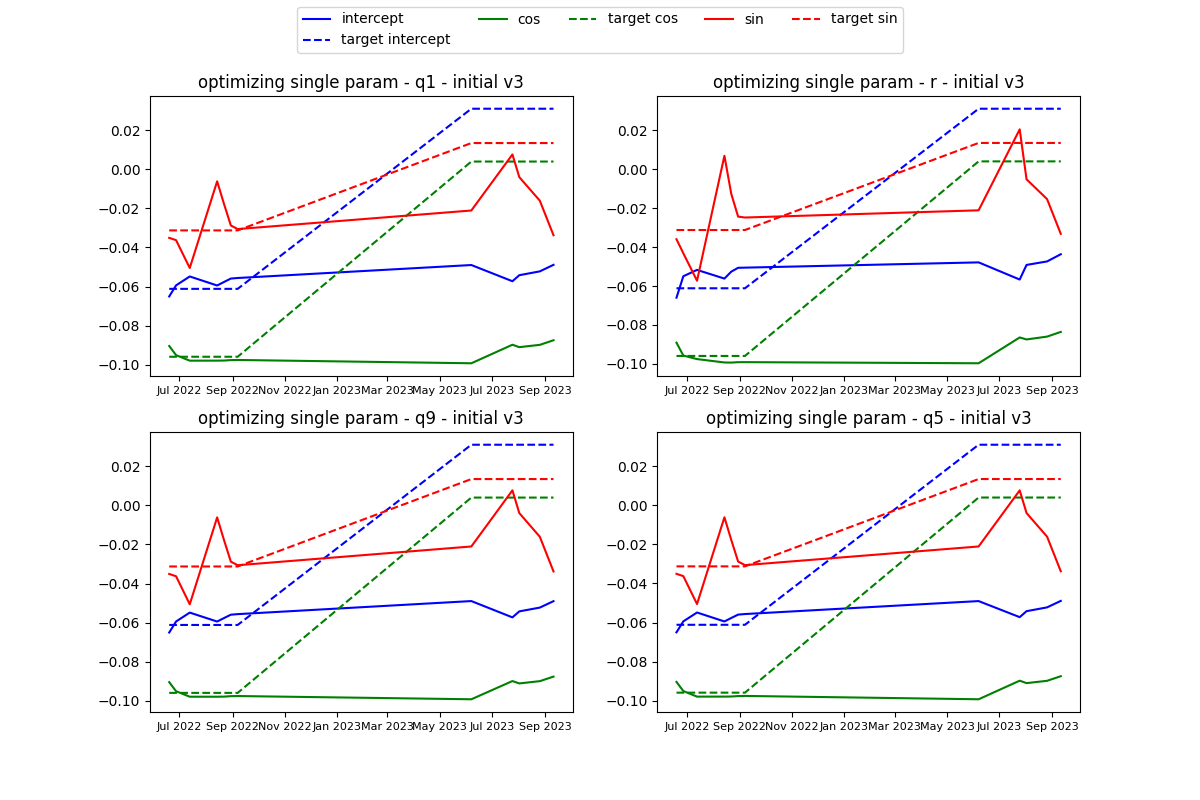 intercept cos target cos sin target sin
target intercept
optimizing single param - q1 - initial v3
0.02
0.00
−0.02
−0.04
−0.06
−0.08
−0.10
Jul 2022 Sep 2022 Nov 2022 Jan 2023 Mar 2023 May 2023 Jul 2023 Sep 2023
optimizing single param - r - initial v3
0.02
0.00
−0.02
−0.04
−0.06
−0.08
−0.10
Jul 2022 Sep 2022 Nov 2022 Jan 2023 Mar 2023 May 2023 Jul 2023 Sep 2023
optimizing single param - q9 - initial v3
0.02
0.00
−0.02
−0.04
−0.06
−0.08
−0.10
Jul 2022 Sep 2022 Nov 2022 Jan 2023 Mar 2023 May 2023 Jul 2023 Sep 2023
optimizing single param - q5 - initial v3
0.02
0.00
−0.02
−0.04
−0.06
−0.08
−0.10
Jul 2022 Sep 2022 Nov 2022 Jan 2023 Mar 2023 May 2023 Jul 2023 Sep 2023